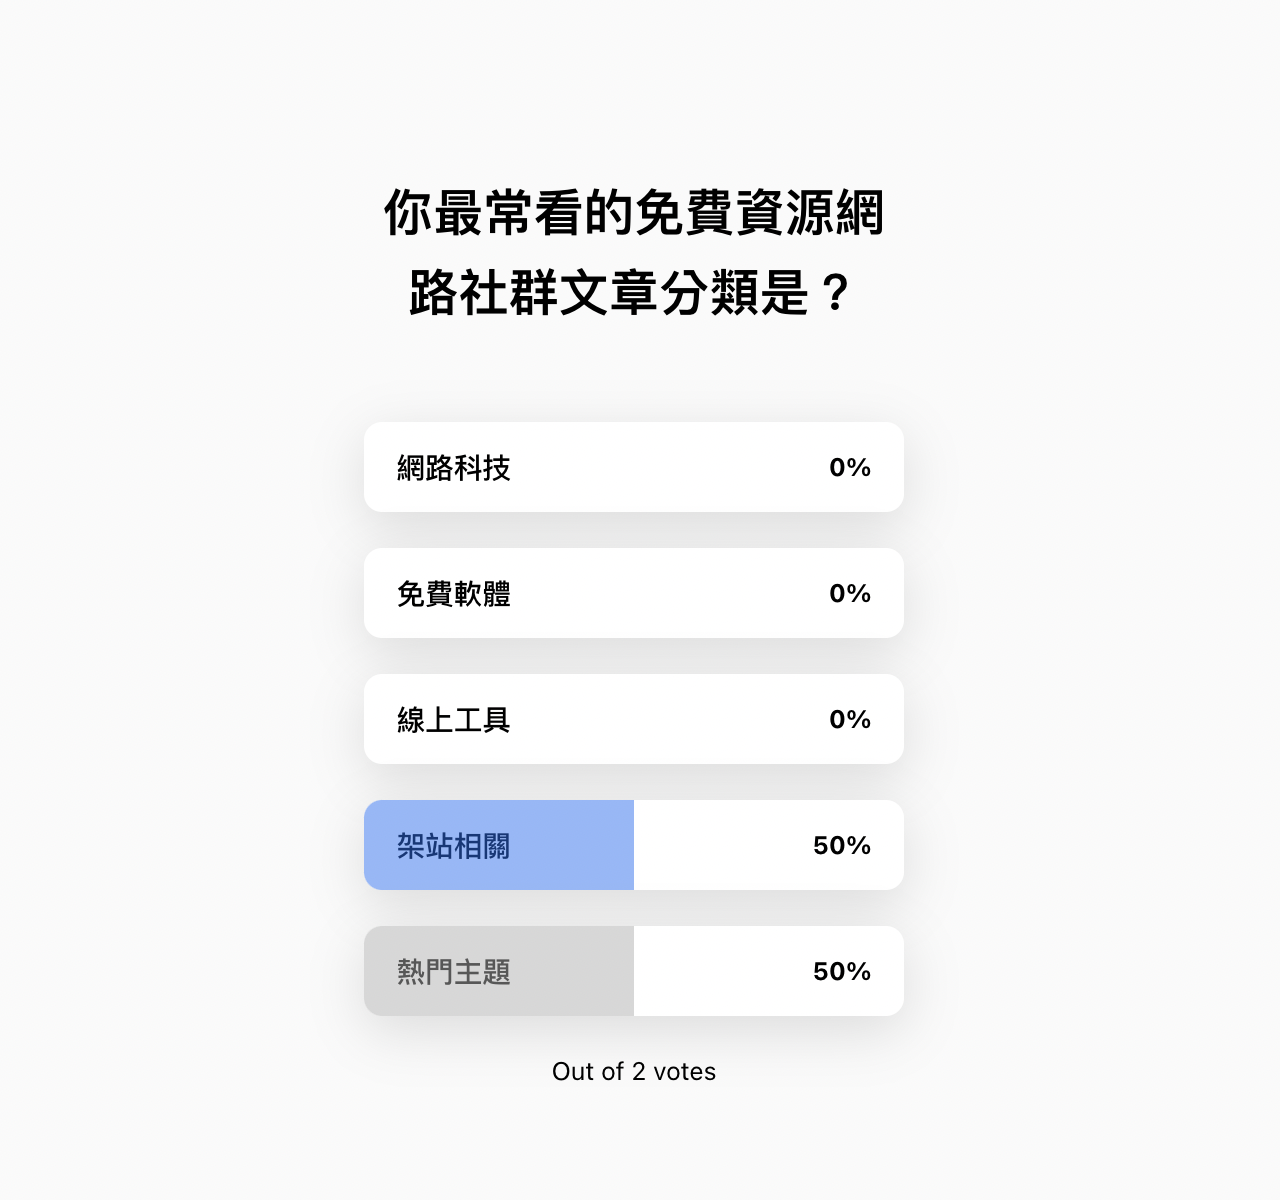 你最常看的免費資源網
路社群文章分類是？
網路科技 0%
免費軟體 0%
線上工具 0%
架站相關 50%
熱門主題 50%
Out of 2 votes